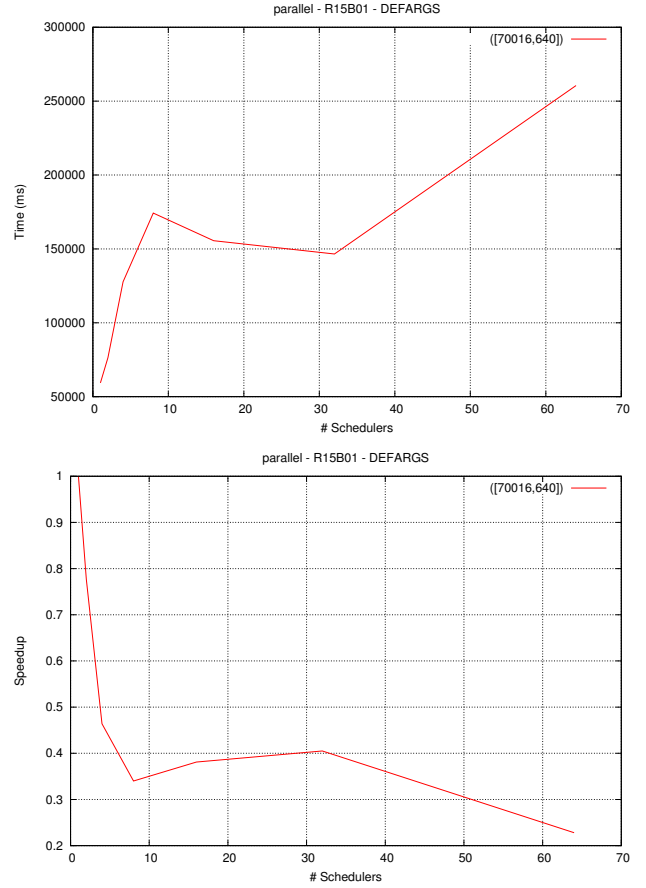 parallel - R15B01 - DEFARGS
300000
([70016,640])
250000
200000
Time (ms)
150000
100000
50000
0 10 20 30 40 50 60 70
# Schedulers
parallel - R15B01 - DEFARGS
1
([70016,640])
0.9
0.8
0.7
Speedup
0.6
0.5
0.4
0.3
0.2
0 10 20 30 40 50 60 70
# Schedulers